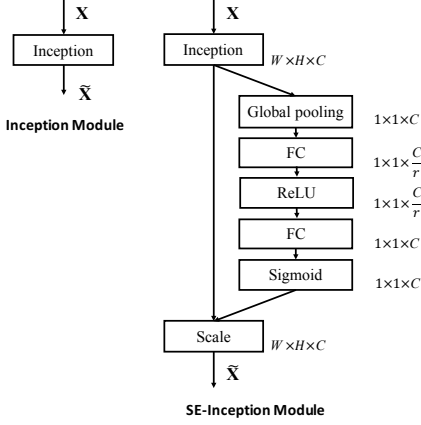 X
Inception
X̃
Inception Module
X
Inception
W×H×C
Global pooling
1×1×C
FC
1×1×C/r
ReLU
1×1×C/r
FC
1×1×C
Sigmoid
1×1×C
Scale
W×H×C
X̃
SE-Inception Module